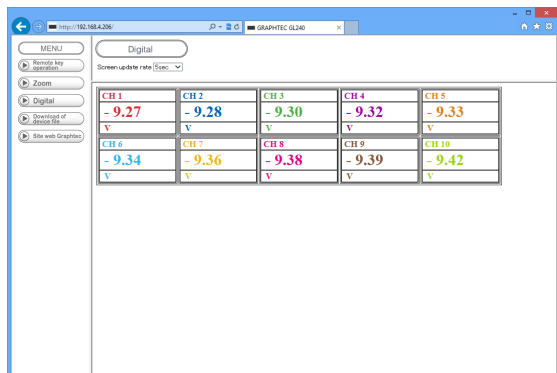 http://192.168.4.206/
GRAPHTEC GL240
MENU
Remote key
operation
Zoom
Digital
Download of
device file
Site web Graphtec
Digital
Screen update rate 5sec
CH 1 CH 2 CH 3 CH 4 CH 5
- 9.27 - 9.28 - 9.30 - 9.32 - 9.33
V V V V V
CH 6 CH 7 CH 8 CH 9 CH 10
- 9.34 - 9.36 - 9.38 - 9.39 - 9.42
V V V V V